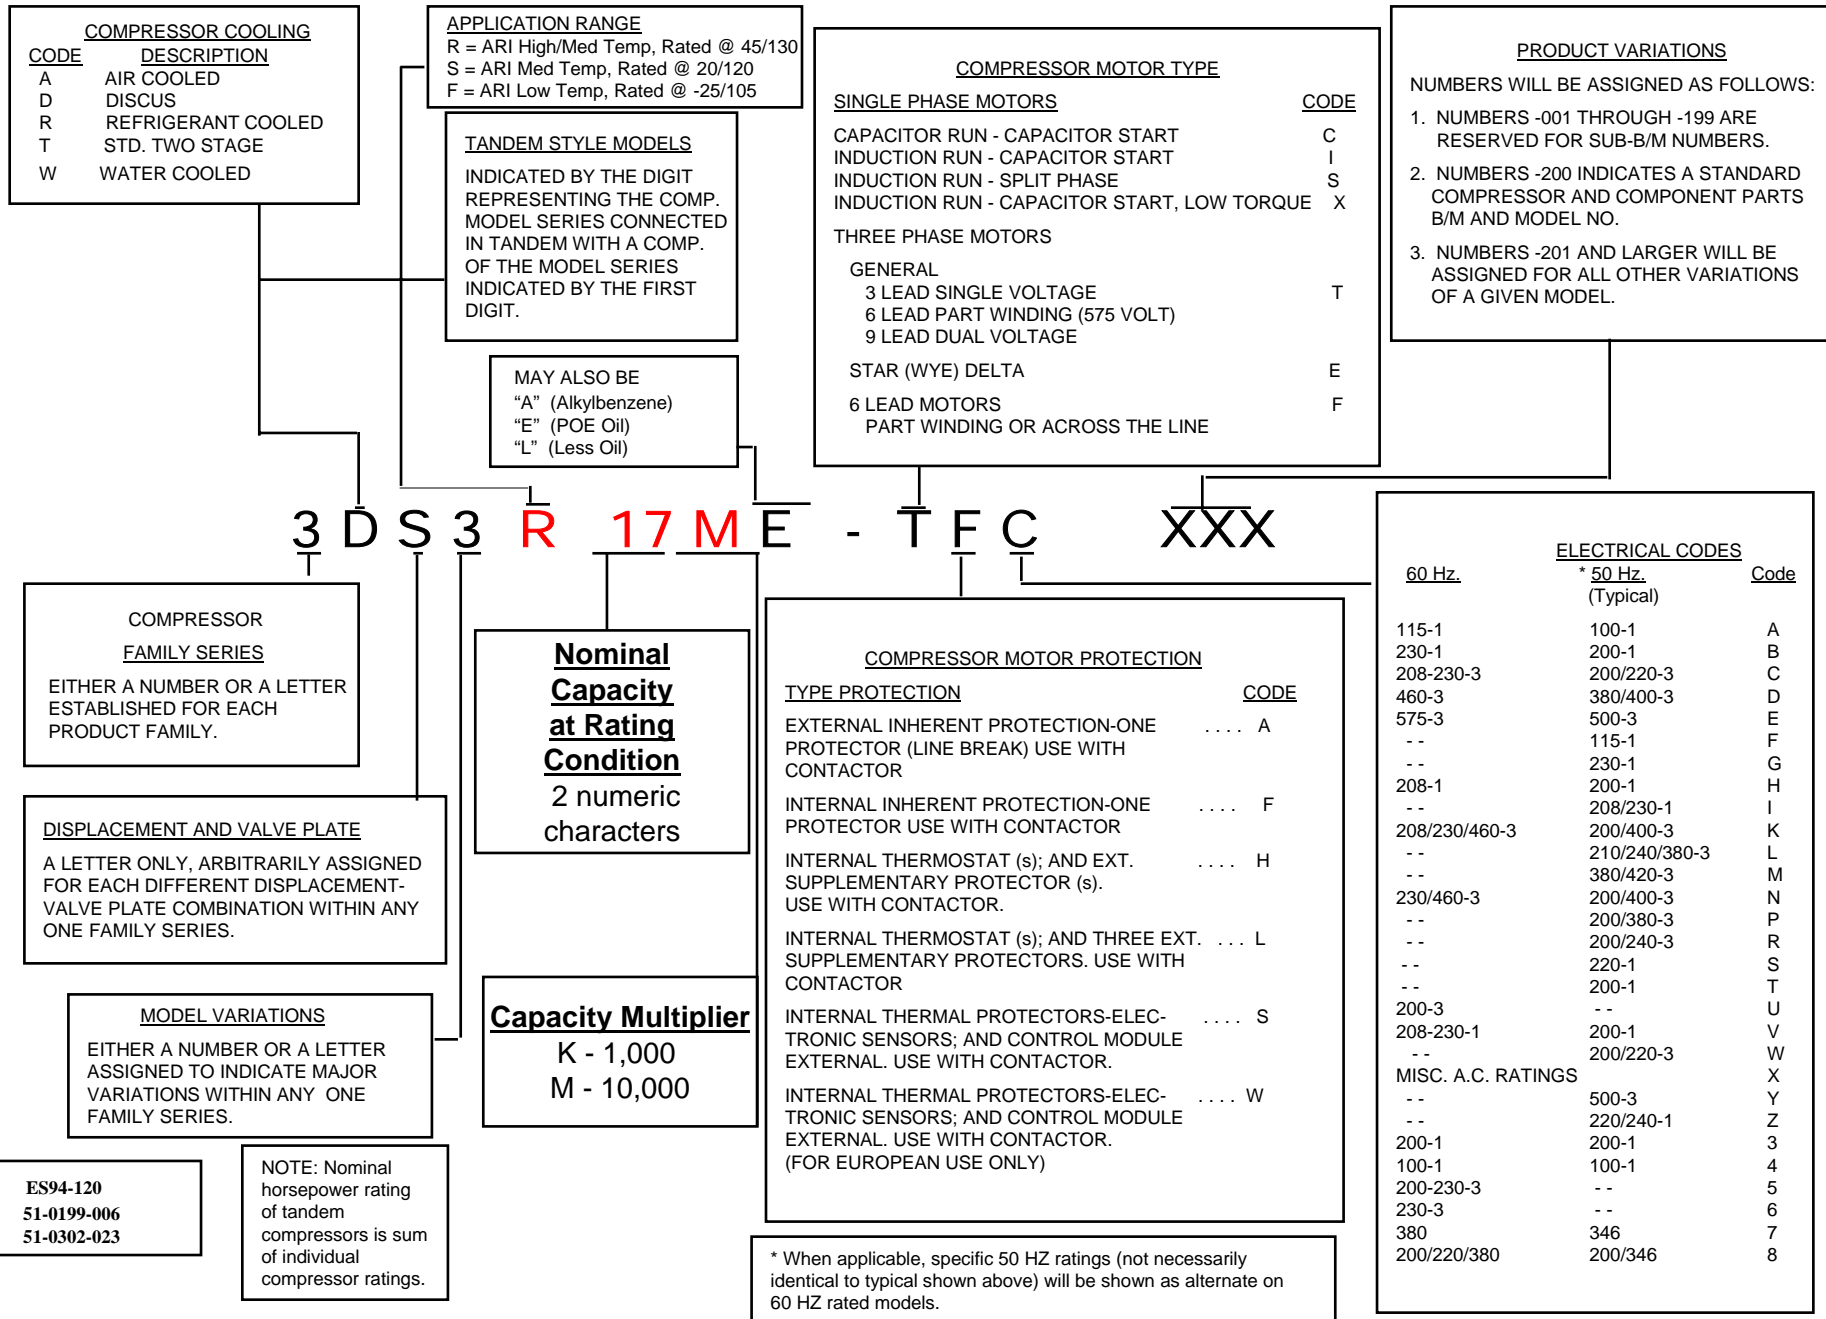 COMPRESSOR COOLING
CODE DESCRIPTION
A AIR COOLED
D DISCUS
R REFRIGERANT COOLED
T STD. TWO STAGE
W WATER COOLED
APPLICATION RANGE
R = ARI High/Med Temp, Rated @ 45/130
S = ARI Med Temp, Rated @ 20/120
F = ARI Low Temp, Rated @ -25/105
TANDEM STYLE MODELS
INDICATED BY THE DIGIT
REPRESENTING THE COMP.
MODEL SERIES CONNECTED
IN TANDEM WITH A COMP.
OF THE MODEL SERIES
INDICATED BY THE FIRST
DIGIT.
MAY ALSO BE
“A” (Alkylbenzene)
“E” (POE Oil)
“L” (Less Oil)
COMPRESSOR MOTOR TYPE
SINGLE PHASE MOTORS CODE
CAPACITOR RUN - CAPACITOR START C
INDUCTION RUN - CAPACITOR START I
INDUCTION RUN - SPLIT PHASE S
INDUCTION RUN - CAPACITOR START, LOW TORQUE X
THREE PHASE MOTORS
GENERAL
3 LEAD SINGLE VOLTAGE T
6 LEAD PART WINDING (575 VOLT)
9 LEAD DUAL VOLTAGE
STAR (WYE) DELTA E
6 LEAD MOTORS F
PART WINDING OR ACROSS THE LINE
PRODUCT VARIATIONS
NUMBERS WILL BE ASSIGNED AS FOLLOWS:
1. NUMBERS -001 THROUGH -199 ARE
RESERVED FOR SUB-B/M NUMBERS.
2. NUMBERS -200 INDICATES A STANDARD
COMPRESSOR AND COMPONENT PARTS
B/M AND MODEL NO.
3. NUMBERS -201 AND LARGER WILL BE
ASSIGNED FOR ALL OTHER VARIATIONS
OF A GIVEN MODEL.
3 D S 3 R 17 M E - T F C XXX
COMPRESSOR
FAMILY SERIES
EITHER A NUMBER OR A LETTER
ESTABLISHED FOR EACH
PRODUCT FAMILY.
DISPLACEMENT AND VALVE PLATE
A LETTER ONLY, ARBITRARILY ASSIGNED
FOR EACH DIFFERENT DISPLACEMENT-
VALVE PLATE COMBINATION WITHIN ANY
ONE FAMILY SERIES.
MODEL VARIATIONS
EITHER A NUMBER OR A LETTER
ASSIGNED TO INDICATE MAJOR
VARIATIONS WITHIN ANY ONE
FAMILY SERIES.
ES94-120
51-0199-006
51-0302-023
NOTE: Nominal
horsepower rating
of tandem
compressors is sum
of individual
compressor ratings.
Nominal
Capacity
at Rating
Condition
2 numeric
characters
Capacity Multiplier
K - 1,000
M - 10,000
COMPRESSOR MOTOR PROTECTION
TYPE PROTECTION CODE
EXTERNAL INHERENT PROTECTION-ONE . . . . A
PROTECTOR (LINE BREAK) USE WITH
CONTACTOR
INTERNAL INHERENT PROTECTION-ONE . . . . F
PROTECTOR USE WITH CONTACTOR
INTERNAL THERMOSTAT (s); AND EXT. . . . . H
SUPPLEMENTARY PROTECTOR (s).
USE WITH CONTACTOR.
INTERNAL THERMOSTAT (s); AND THREE EXT. . . . L
SUPPLEMENTARY PROTECTORS. USE WITH
CONTACTOR
INTERNAL THERMAL PROTECTORS-ELEC- . . . . S
TRONIC SENSORS; AND CONTROL MODULE
EXTERNAL. USE WITH CONTACTOR.
INTERNAL THERMAL PROTECTORS-ELEC- . . . . W
TRONIC SENSORS; AND CONTROL MODULE
EXTERNAL. USE WITH CONTACTOR.
(FOR EUROPEAN USE ONLY)
* When applicable, specific 50 HZ ratings (not necessarily
identical to typical shown above) will be shown as alternate on
60 HZ rated models.
ELECTRICAL CODES
60 Hz. * 50 Hz. Code
(Typical)
115-1 100-1 A
230-1 200-1 B
208-230-3 200/220-3 C
460-3 380/400-3 D
575-3 500-3 E
- - 115-1 F
- - 230-1 G
208-1 200-1 H
- - 208/230-1 I
208/230/460-3 200/400-3 K
- - 210/240/380-3 L
- - 380/420-3 M
230/460-3 200/400-3 N
- - 200/380-3 P
- - 200/240-3 R
- - 220-1 S
- - 200-1 T
200-3 - - U
208-230-1 200-1 V
- - 200/220-3 W
MISC. A.C. RATINGS X
- - 500-3 Y
- - 220/240-1 Z
200-1 200-1 3
100-1 100-1 4
200-230-3 - - 5
230-3 - - 6
380 346 7
200/220/380 200/346 8